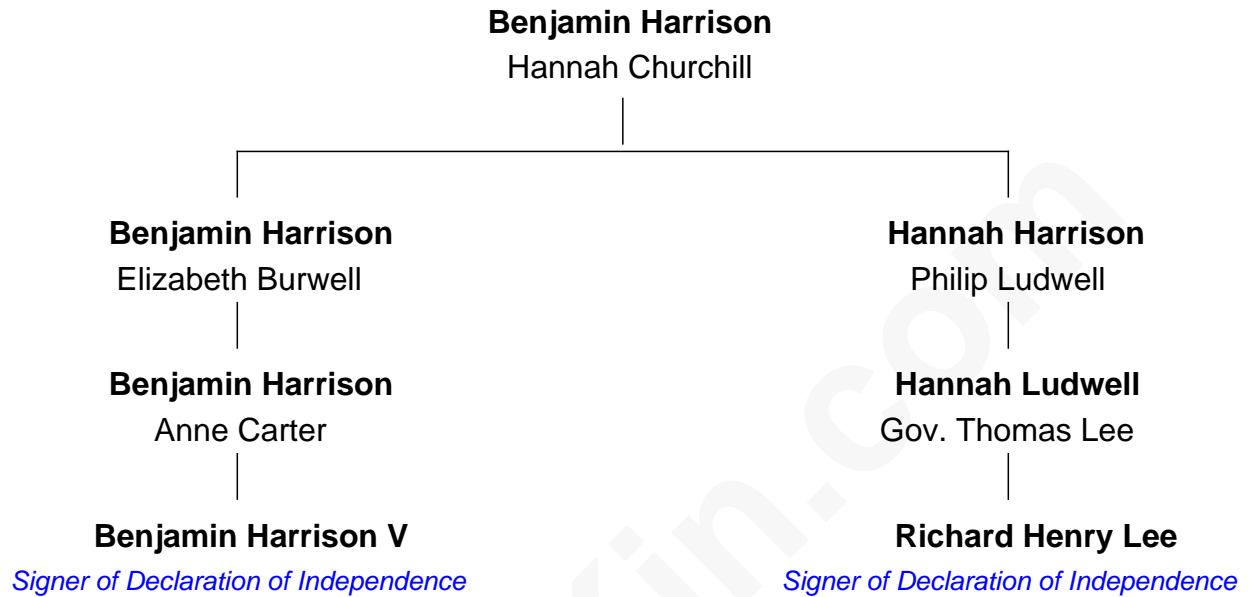 Benjamin Harrison
Hannah Churchill
Benjamin Harrison
Elizabeth Burwell
Hannah Harrison
Philip Ludwell
Benjamin Harrison
Anne Carter
Hannah Ludwell
Gov. Thomas Lee
Benjamin Harrison V
Signer of Declaration of Independence
Richard Henry Lee
Signer of Declaration of Independence